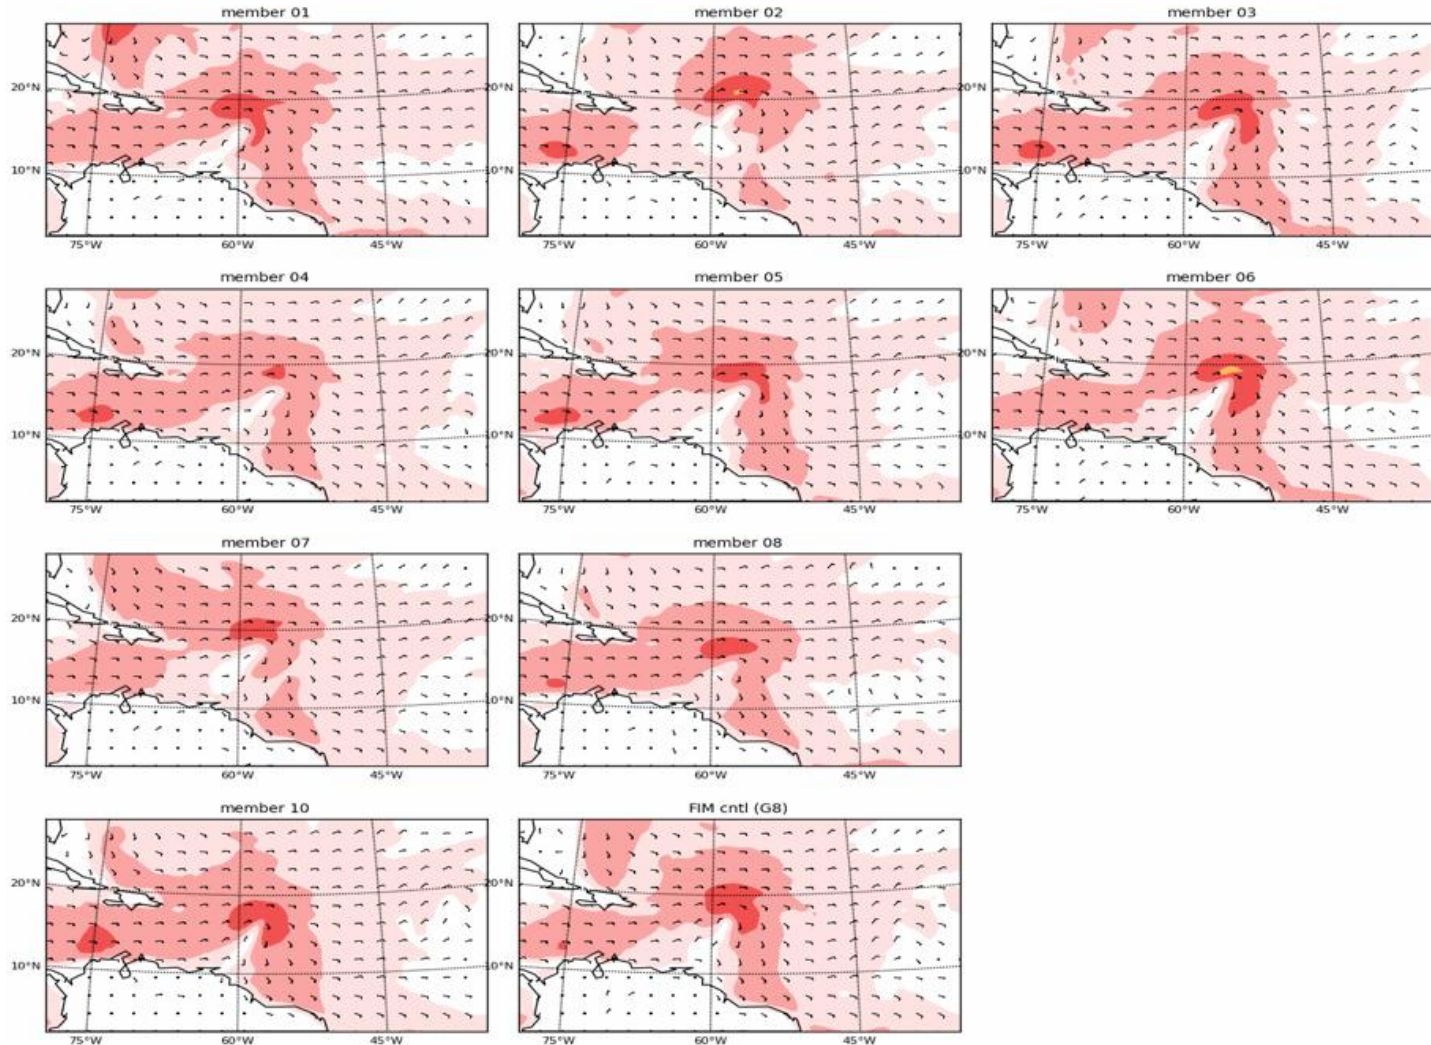 member 01 member 02 member 03
20°N 20°N 20°N
10°N 10°N 10°N
75°W 60°W 45°W 75°W 60°W 45°W 75°W 60°W 45°W
member 04 member 05 member 06
20°N 20°N 20°N
10°N 10°N 10°N
75°W 60°W 45°W 75°W 60°W 45°W 75°W 60°W 45°W
member 07 member 08
20°N 20°N
10°N 10°N
75°W 60°W 45°W 75°W 60°W 45°W
member 10 FIM cntl (G8)
20°N 20°N
10°N 10°N
75°W 60°W 45°W 75°W 60°W 45°W